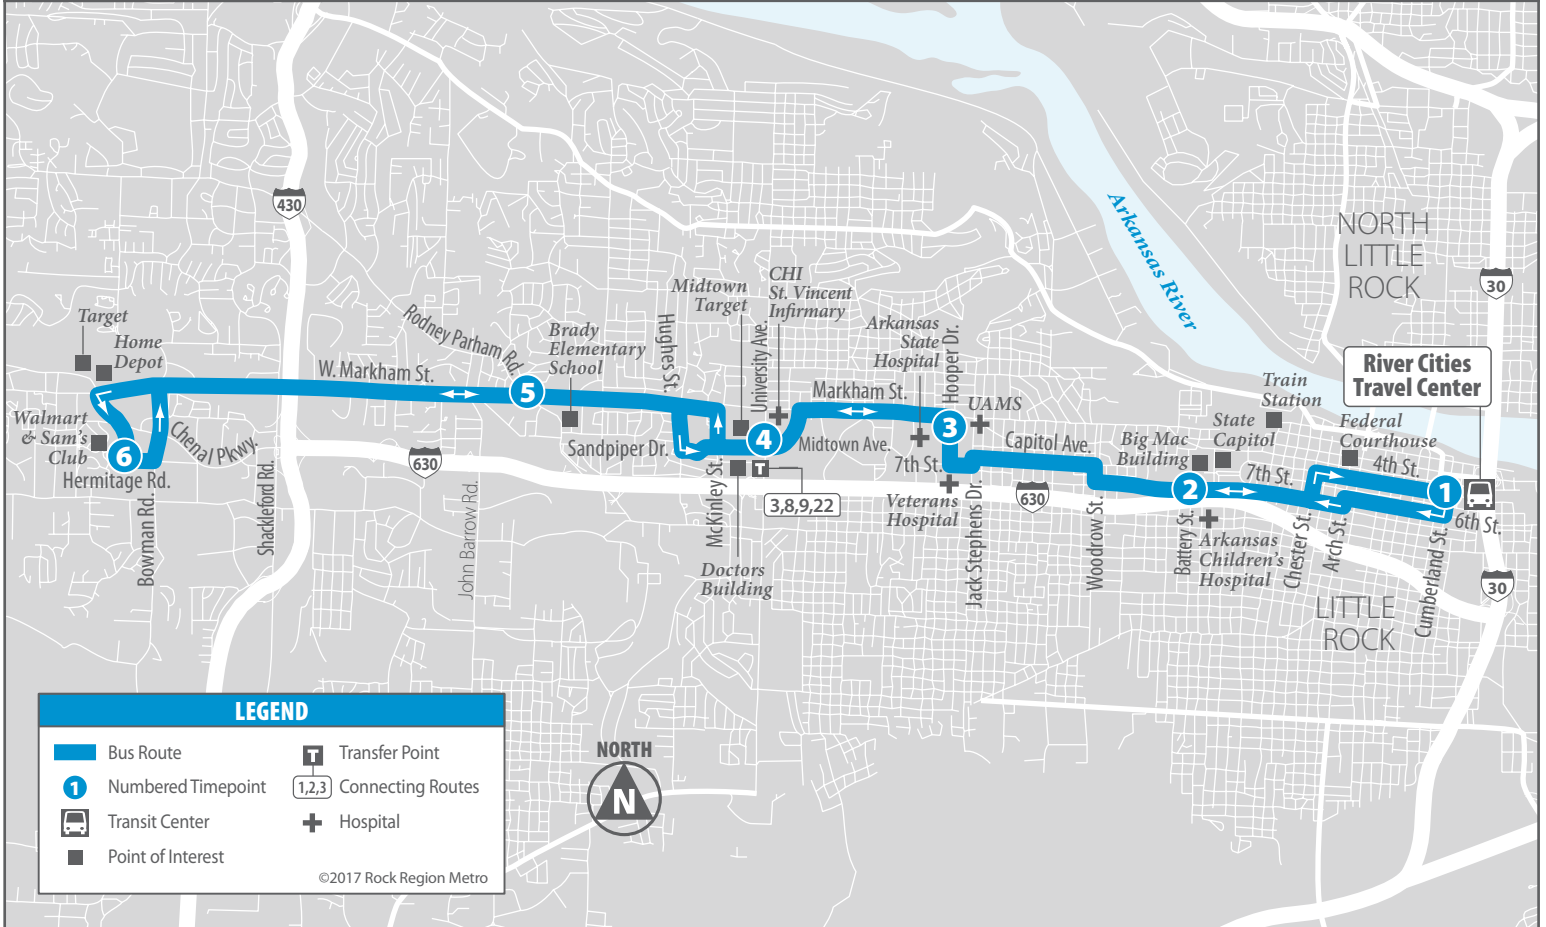 430
NORTH
LITTLE
ROCK
Arkansas River
30
CHI
St. Vincent
Infirmary
Midtown
Target
University Ave.
Target
Home
Depot
Rodney Parham Rd.
Brady
Elementary
School
Hughes St.
Arkansas
State
Hospital
Hooper Dr.
River Cities
Travel Center
W. Markham St.
Markham St.
Train
Station
5
UAMS
State
Capitol
Federal
Courthouse
Walmart
& Sam's
Club
Chenal Pkwy.
6
Hermitage Rd.
Sandpiper Dr.
4
Midtown Ave.
3
Capitol Ave.
Big Mac
Building
7th St.
7th St.
4th St.
630
T
3,8,9,22
Veterans
Hospital
630
2
1
6th St.
Bowman Rd.
Shackleford Rd.
John Barrow Rd.
McKinley St.
Doctors
Building
Jack Stephens Dr.
Woodrow St.
Battery St.
Arkansas
Children's
Hospital
Chester St.
Arch St.
Cumberland St.
30
LITTLE
ROCK
LEGEND
Bus Route
T Transfer Point
1 Numbered Timepoint
1,2,3 Connecting Routes
Transit Center
Hospital
Point of Interest
©2017 Rock Region Metro
NORTH
N